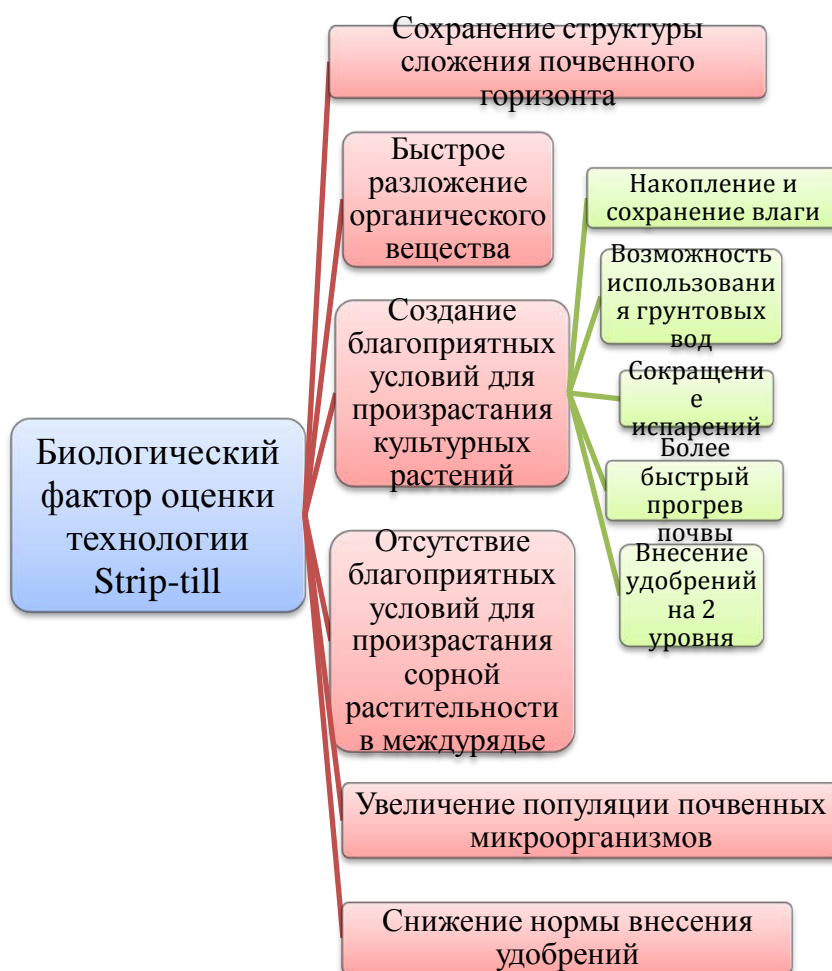 Сохранение структуры
сложения почвенного
горизонта
Быстрое
разложение
органического
вещества
Создание
благоприятных
условий для
произрастания
культурных
растений
Накопление и
сохранение влаги
Возможность
использовани
я грунтовых
вод
Сокращени
е
испарений
Более
быстрый
прогрев
почвы
Внесение
удобрений
на 2
уровня
Биологический
фактор оценки
технологии
Strip-till
Отсутствие
благоприятных
условий для
произрастания
сорной
растительности
в междурядье
Увеличение популяции почвенных
микроорганизмов
Снижение нормы внесения
удобрений